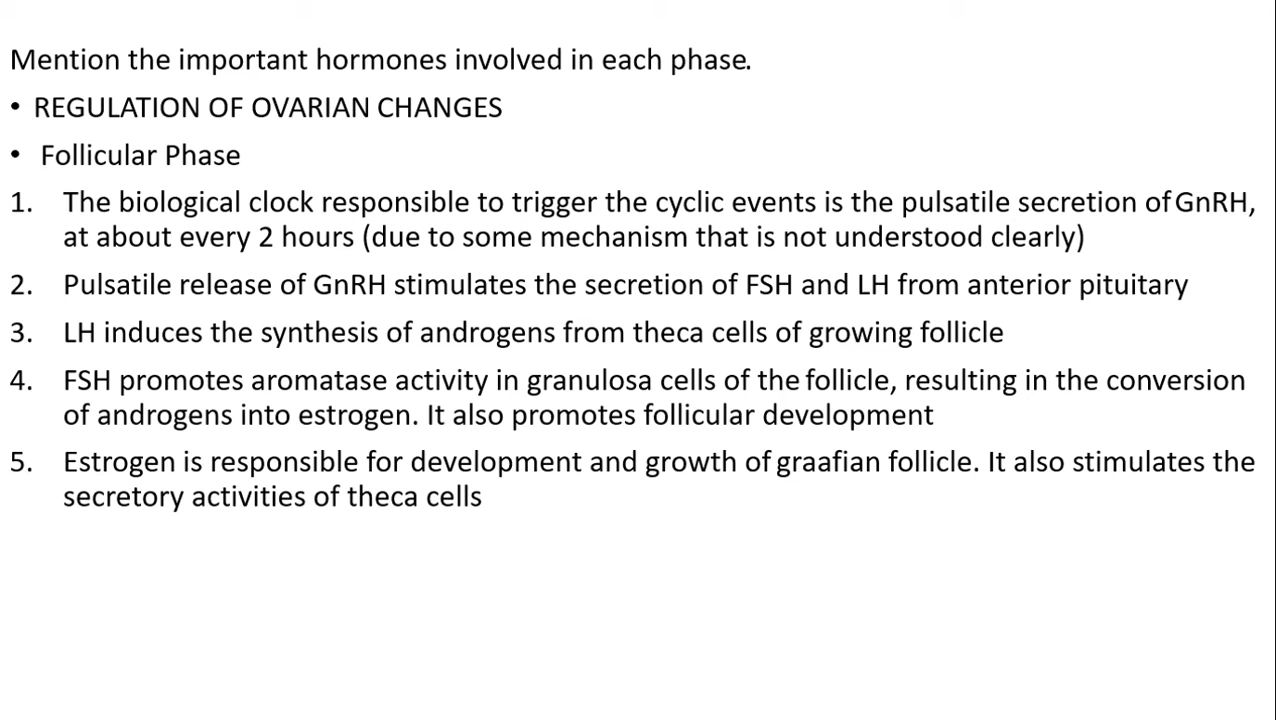 Mention the important hormones involved in each phase.
• REGULATION OF OVARIAN CHANGES
• Follicular Phase
1. The biological clock responsible to trigger the cyclic events is the pulsatile secretion of GnRH,
at about every 2 hours (due to some mechanism that is not understood clearly)
2. Pulsatile release of GnRH stimulates the secretion of FSH and LH from anterior pituitary
3. LH induces the synthesis of androgens from theca cells of growing follicle
4. FSH promotes aromatase activity in granulosa cells of the follicle, resulting in the conversion
of androgens into estrogen. It also promotes follicular development
5. Estrogen is responsible for development and growth of graafian follicle. It also stimulates the
secretory activities of theca cells